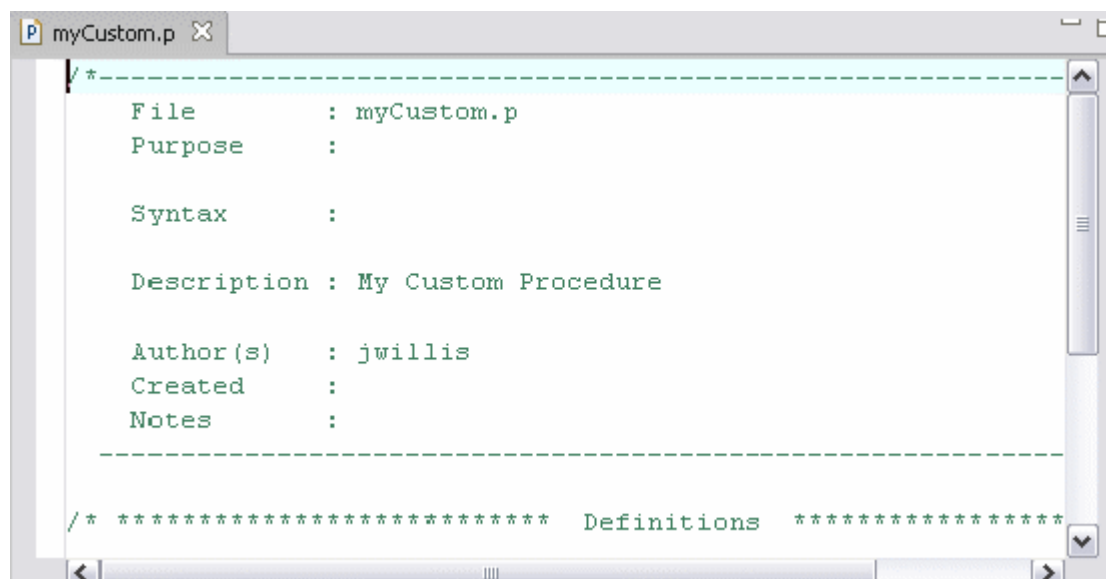 P myCustom.p
/*-----------------------------------------------------------
File : myCustom.p
Purpose :
Syntax :
Description : My Custom Procedure
Author(s) : jwillis
Created :
Notes :
-----------------------------------------------------------
/* *************************** Definitions *****************